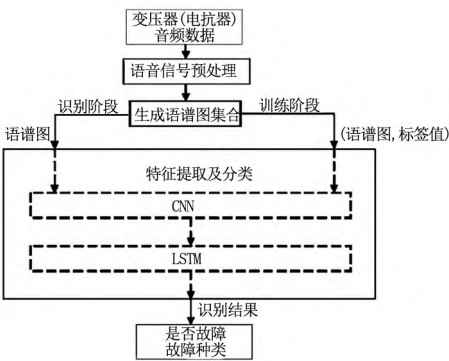 变压器(电抗器)
音频数据
语音信号预处理
识别阶段
生成语谱图集合
训练阶段
语谱图
(语谱图,标签值)
特征提取及分类
CNN
LSTM
识别结果
是否故障
故障种类